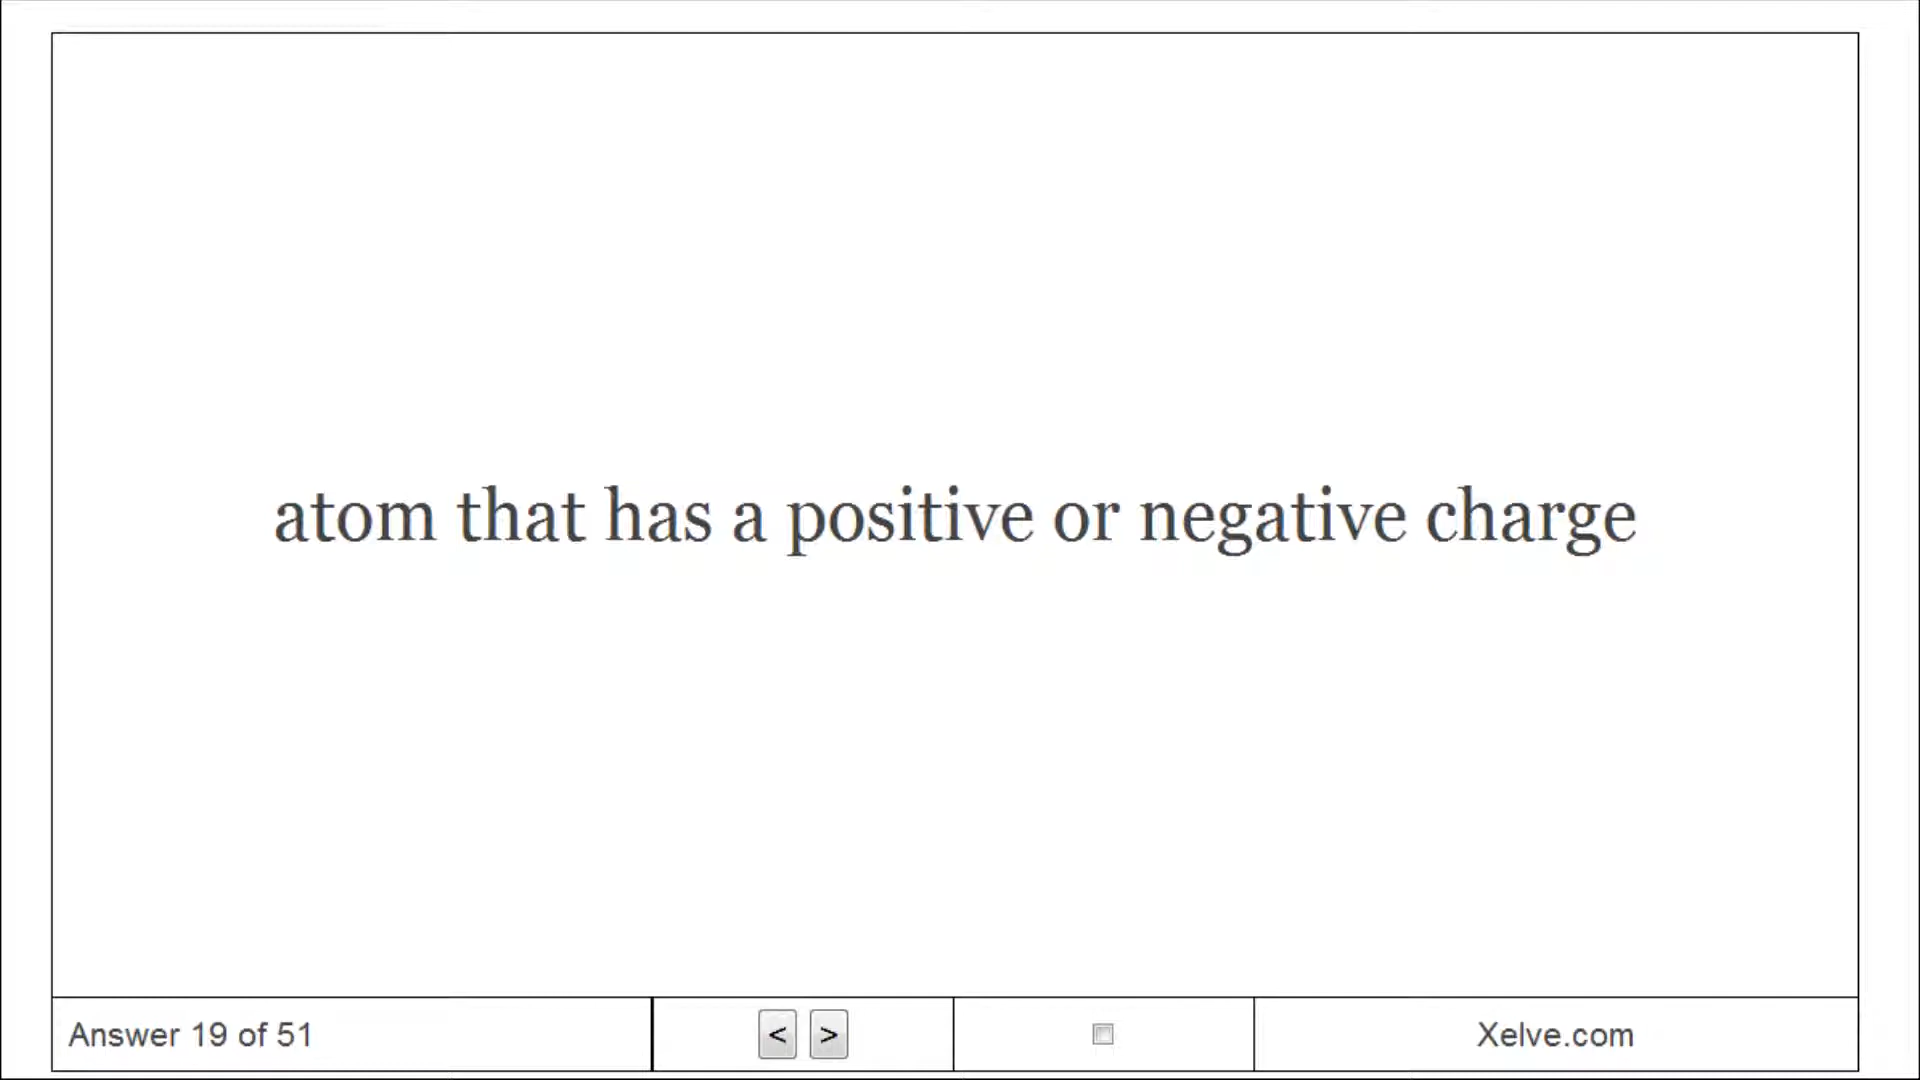 atom that has a positive or negative charge
Answer 19 of 51
< >
Xelve.com